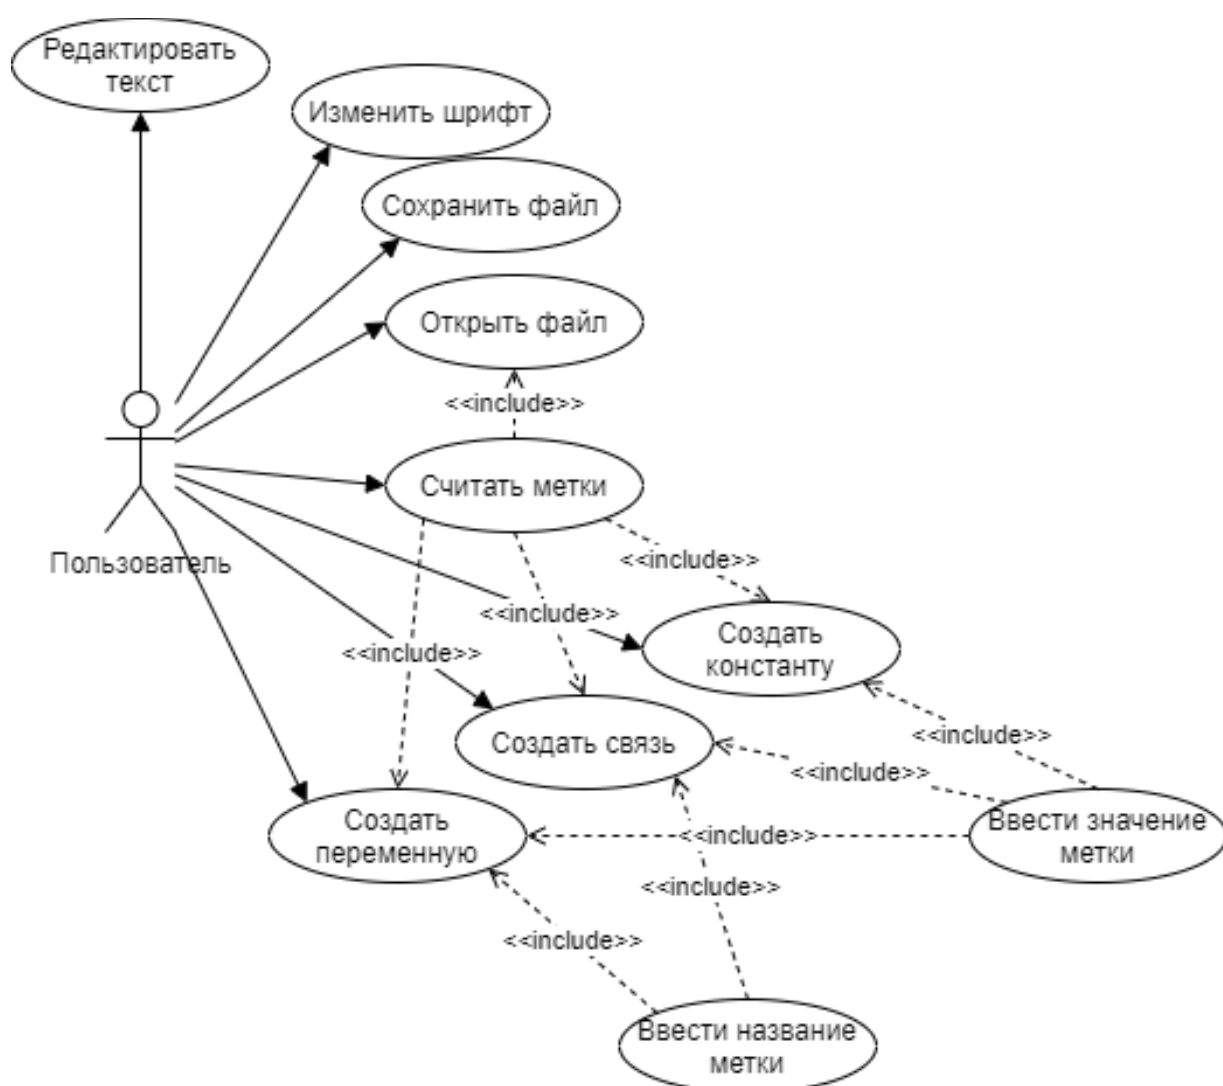 Редактировать
текст
Изменить шрифт
Сохранить файл
Открыть файл
<<include>>
Считать метки
Пользователь
<<include>>
<<include>>
<<include>>
Создать
константу
Создать связь
<<include>>
<<include>>
Создать
переменную
<<include>>
Ввести значение
метки
<<include>>
<<include>>
Ввести название
метки